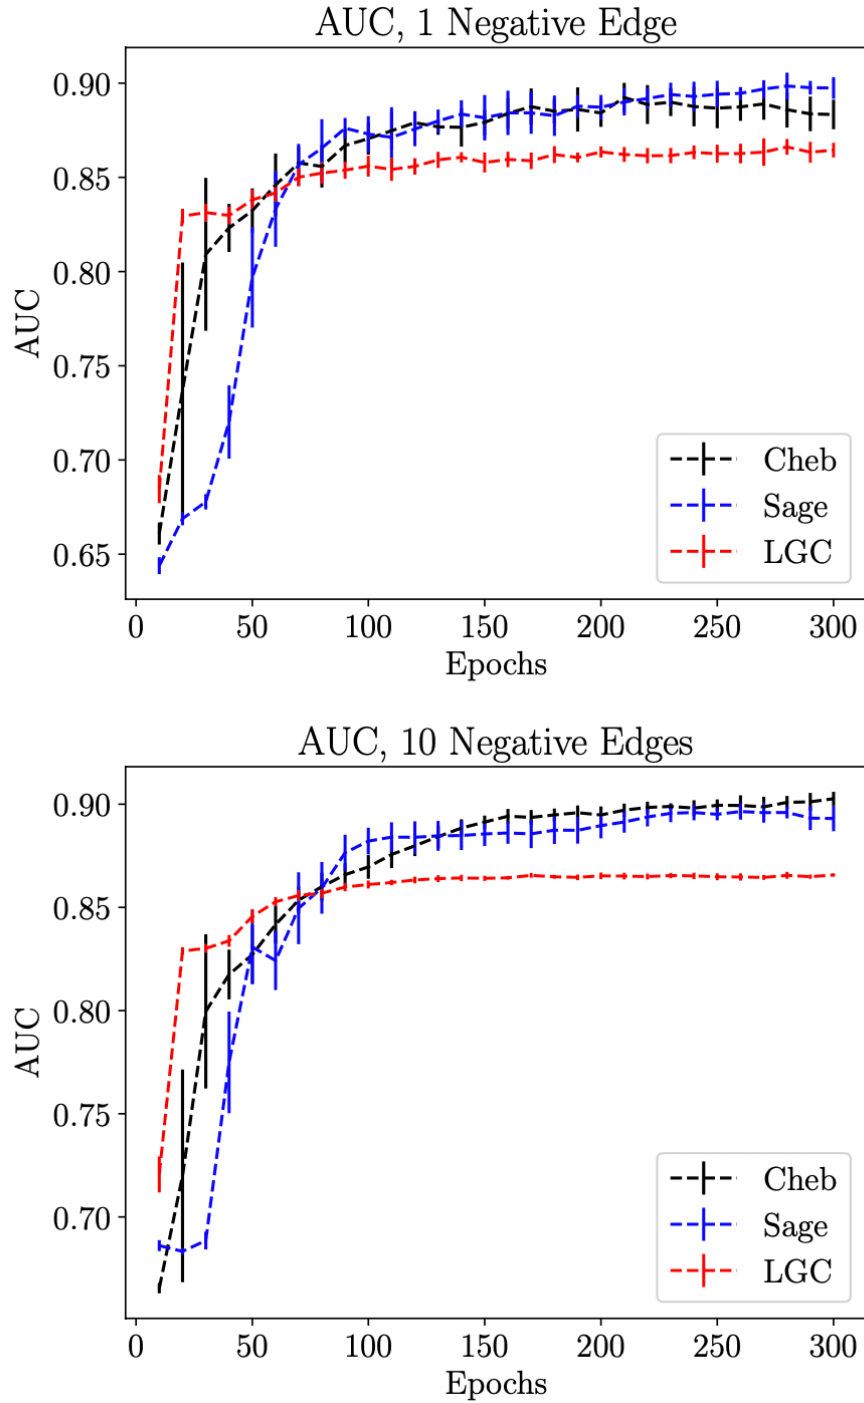 AUC, 1 Negative Edge
0.90
0.85
0.80
0.75
0.70
0.65
AUC
Cheb
Sage
LGC
0 50 100 150 200 250 300
Epochs
AUC, 10 Negative Edges
0.90
0.85
0.80
0.75
0.70
AUC
Cheb
Sage
LGC
0 50 100 150 200 250 300
Epochs